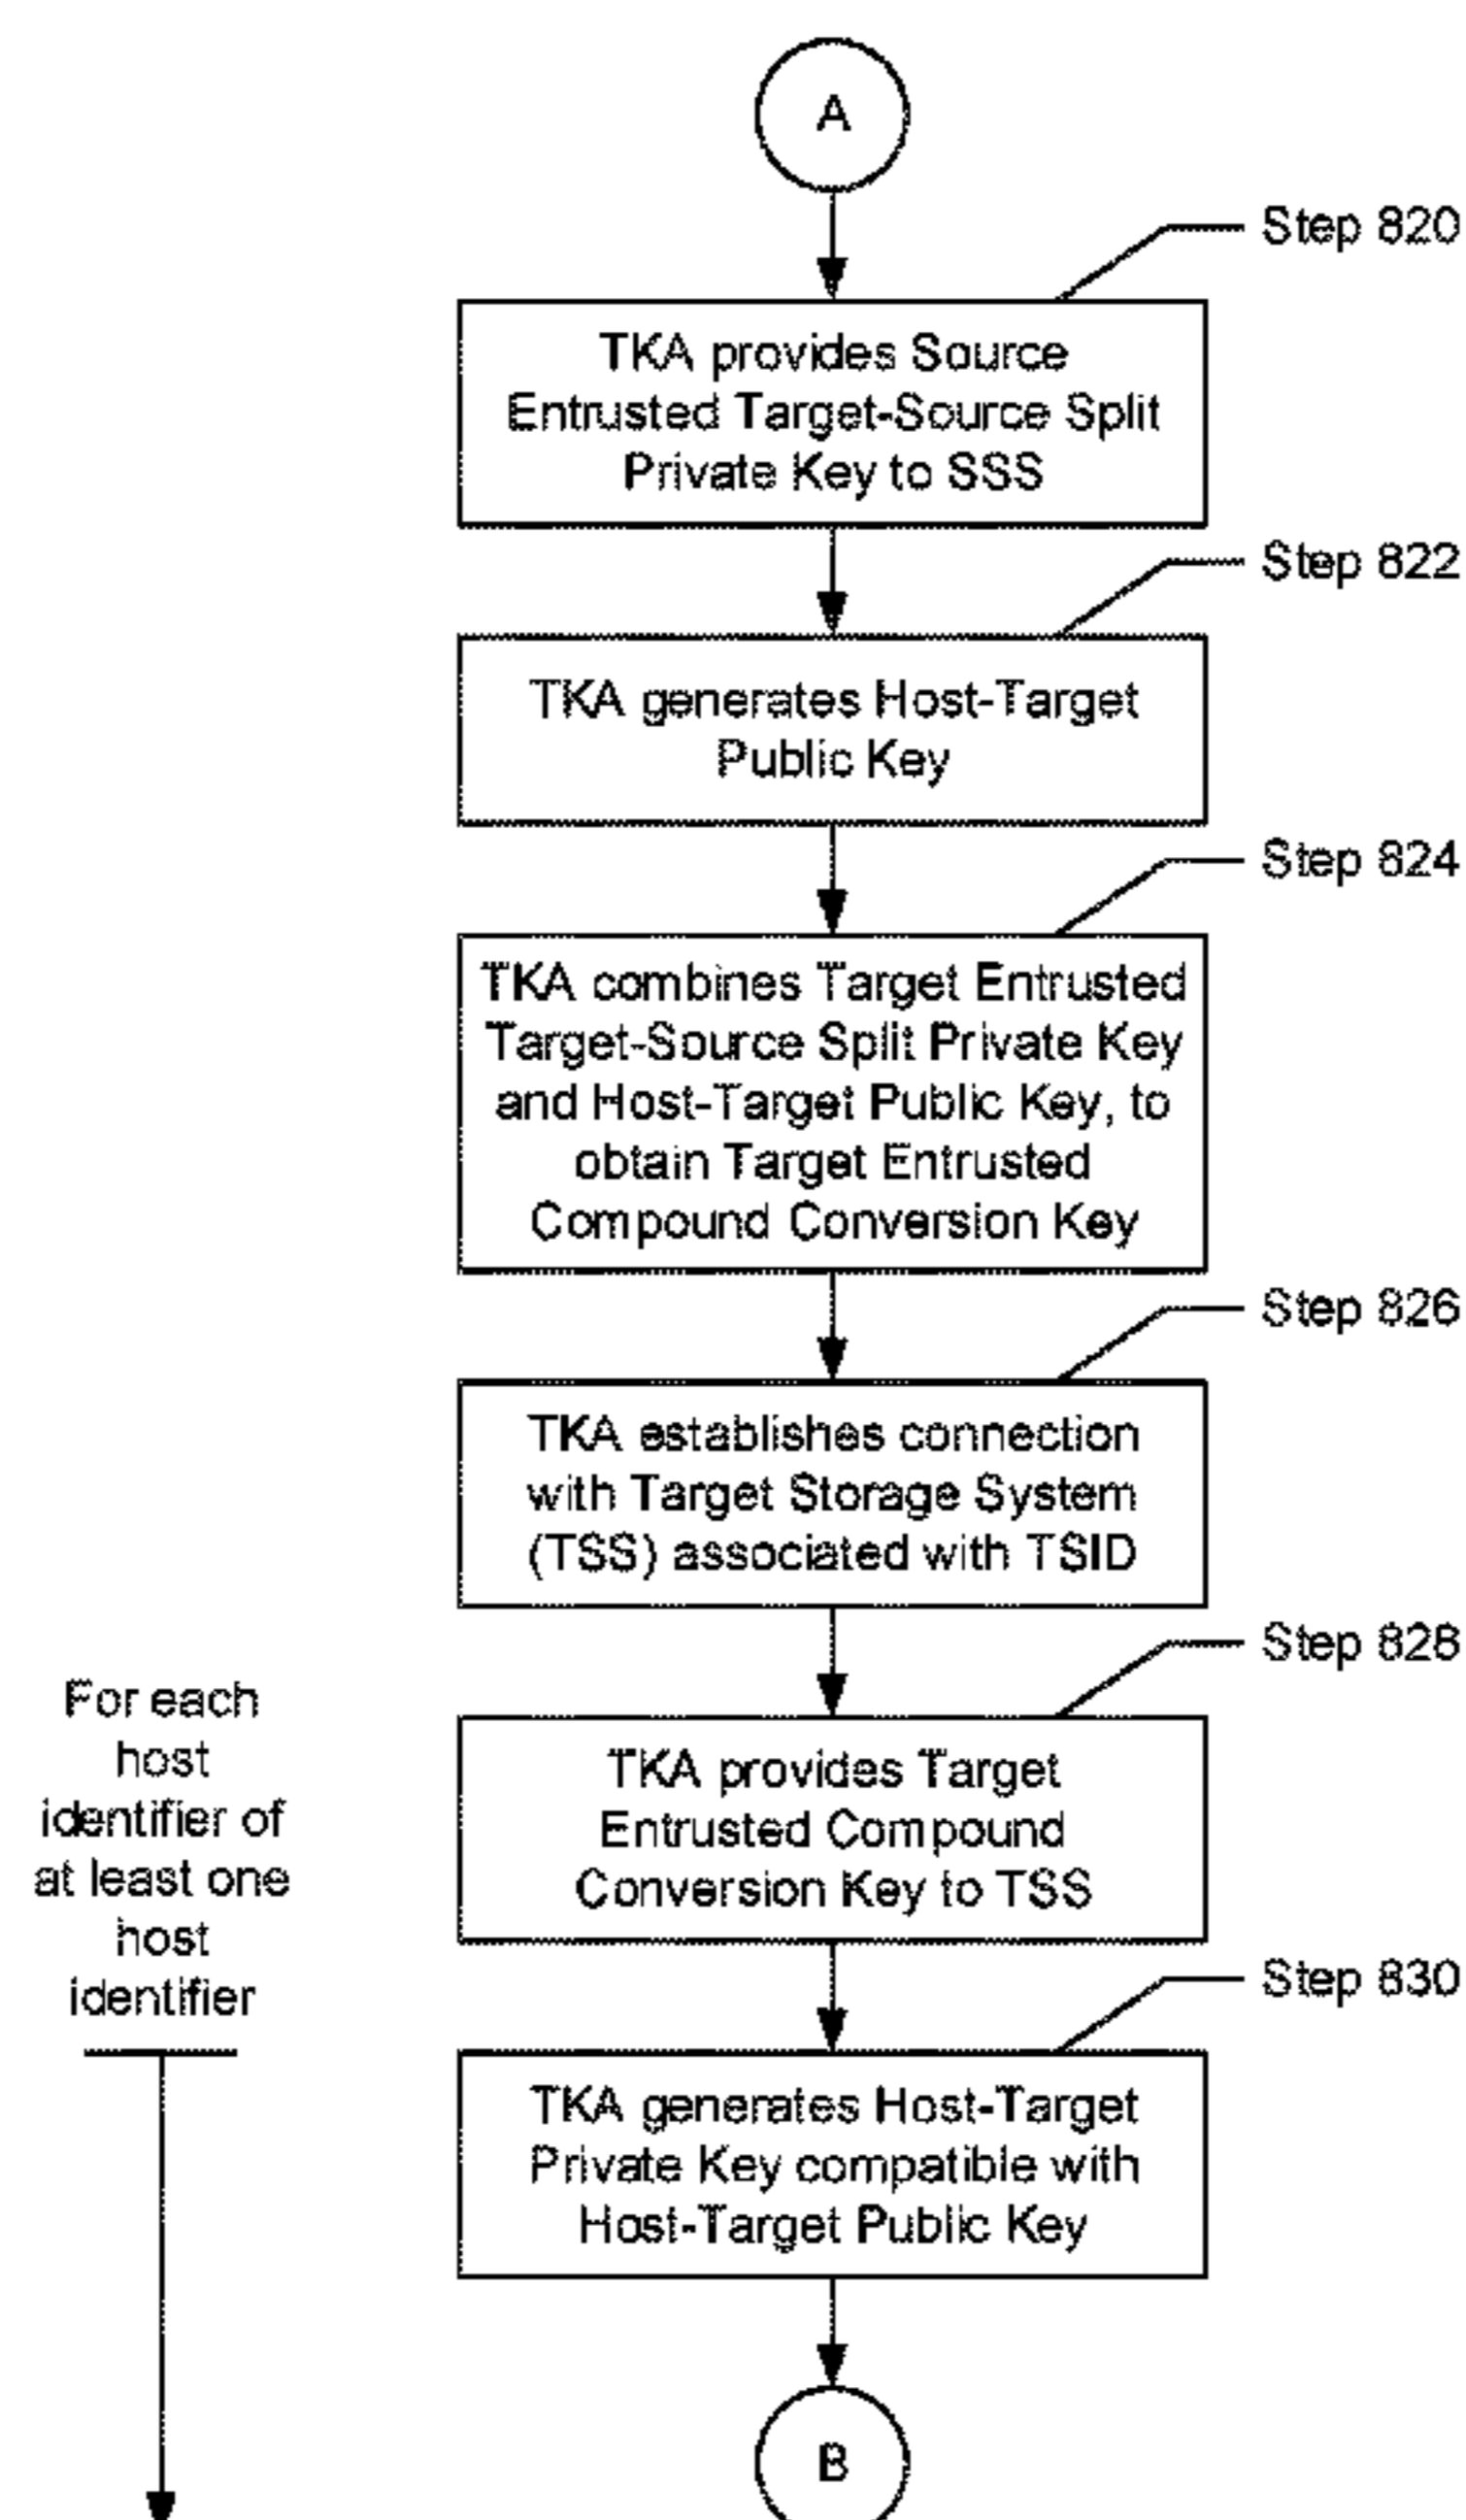 A
Step 820
TKA provides Source
Entrusted Target-Source Split
Private Key to SSS
Step 822
TKA generates Host-Target
Public Key
Step 824
TKA combines Target Entrusted
Target-Source Split Private Key
and Host-Target Public Key, to
obtain Target Entrusted
Compound Conversion Key
Step 826
TKA establishes connection
with Target Storage System
(TSS) associated with TSID
Step 828
TKA provides Target
Entrusted Compound
Conversion Key to TSS
For each
host
identifier of
at least one
host
identifier
Step 830
TKA generates Host-Target
Private Key compatible with
Host-Target Public Key
B